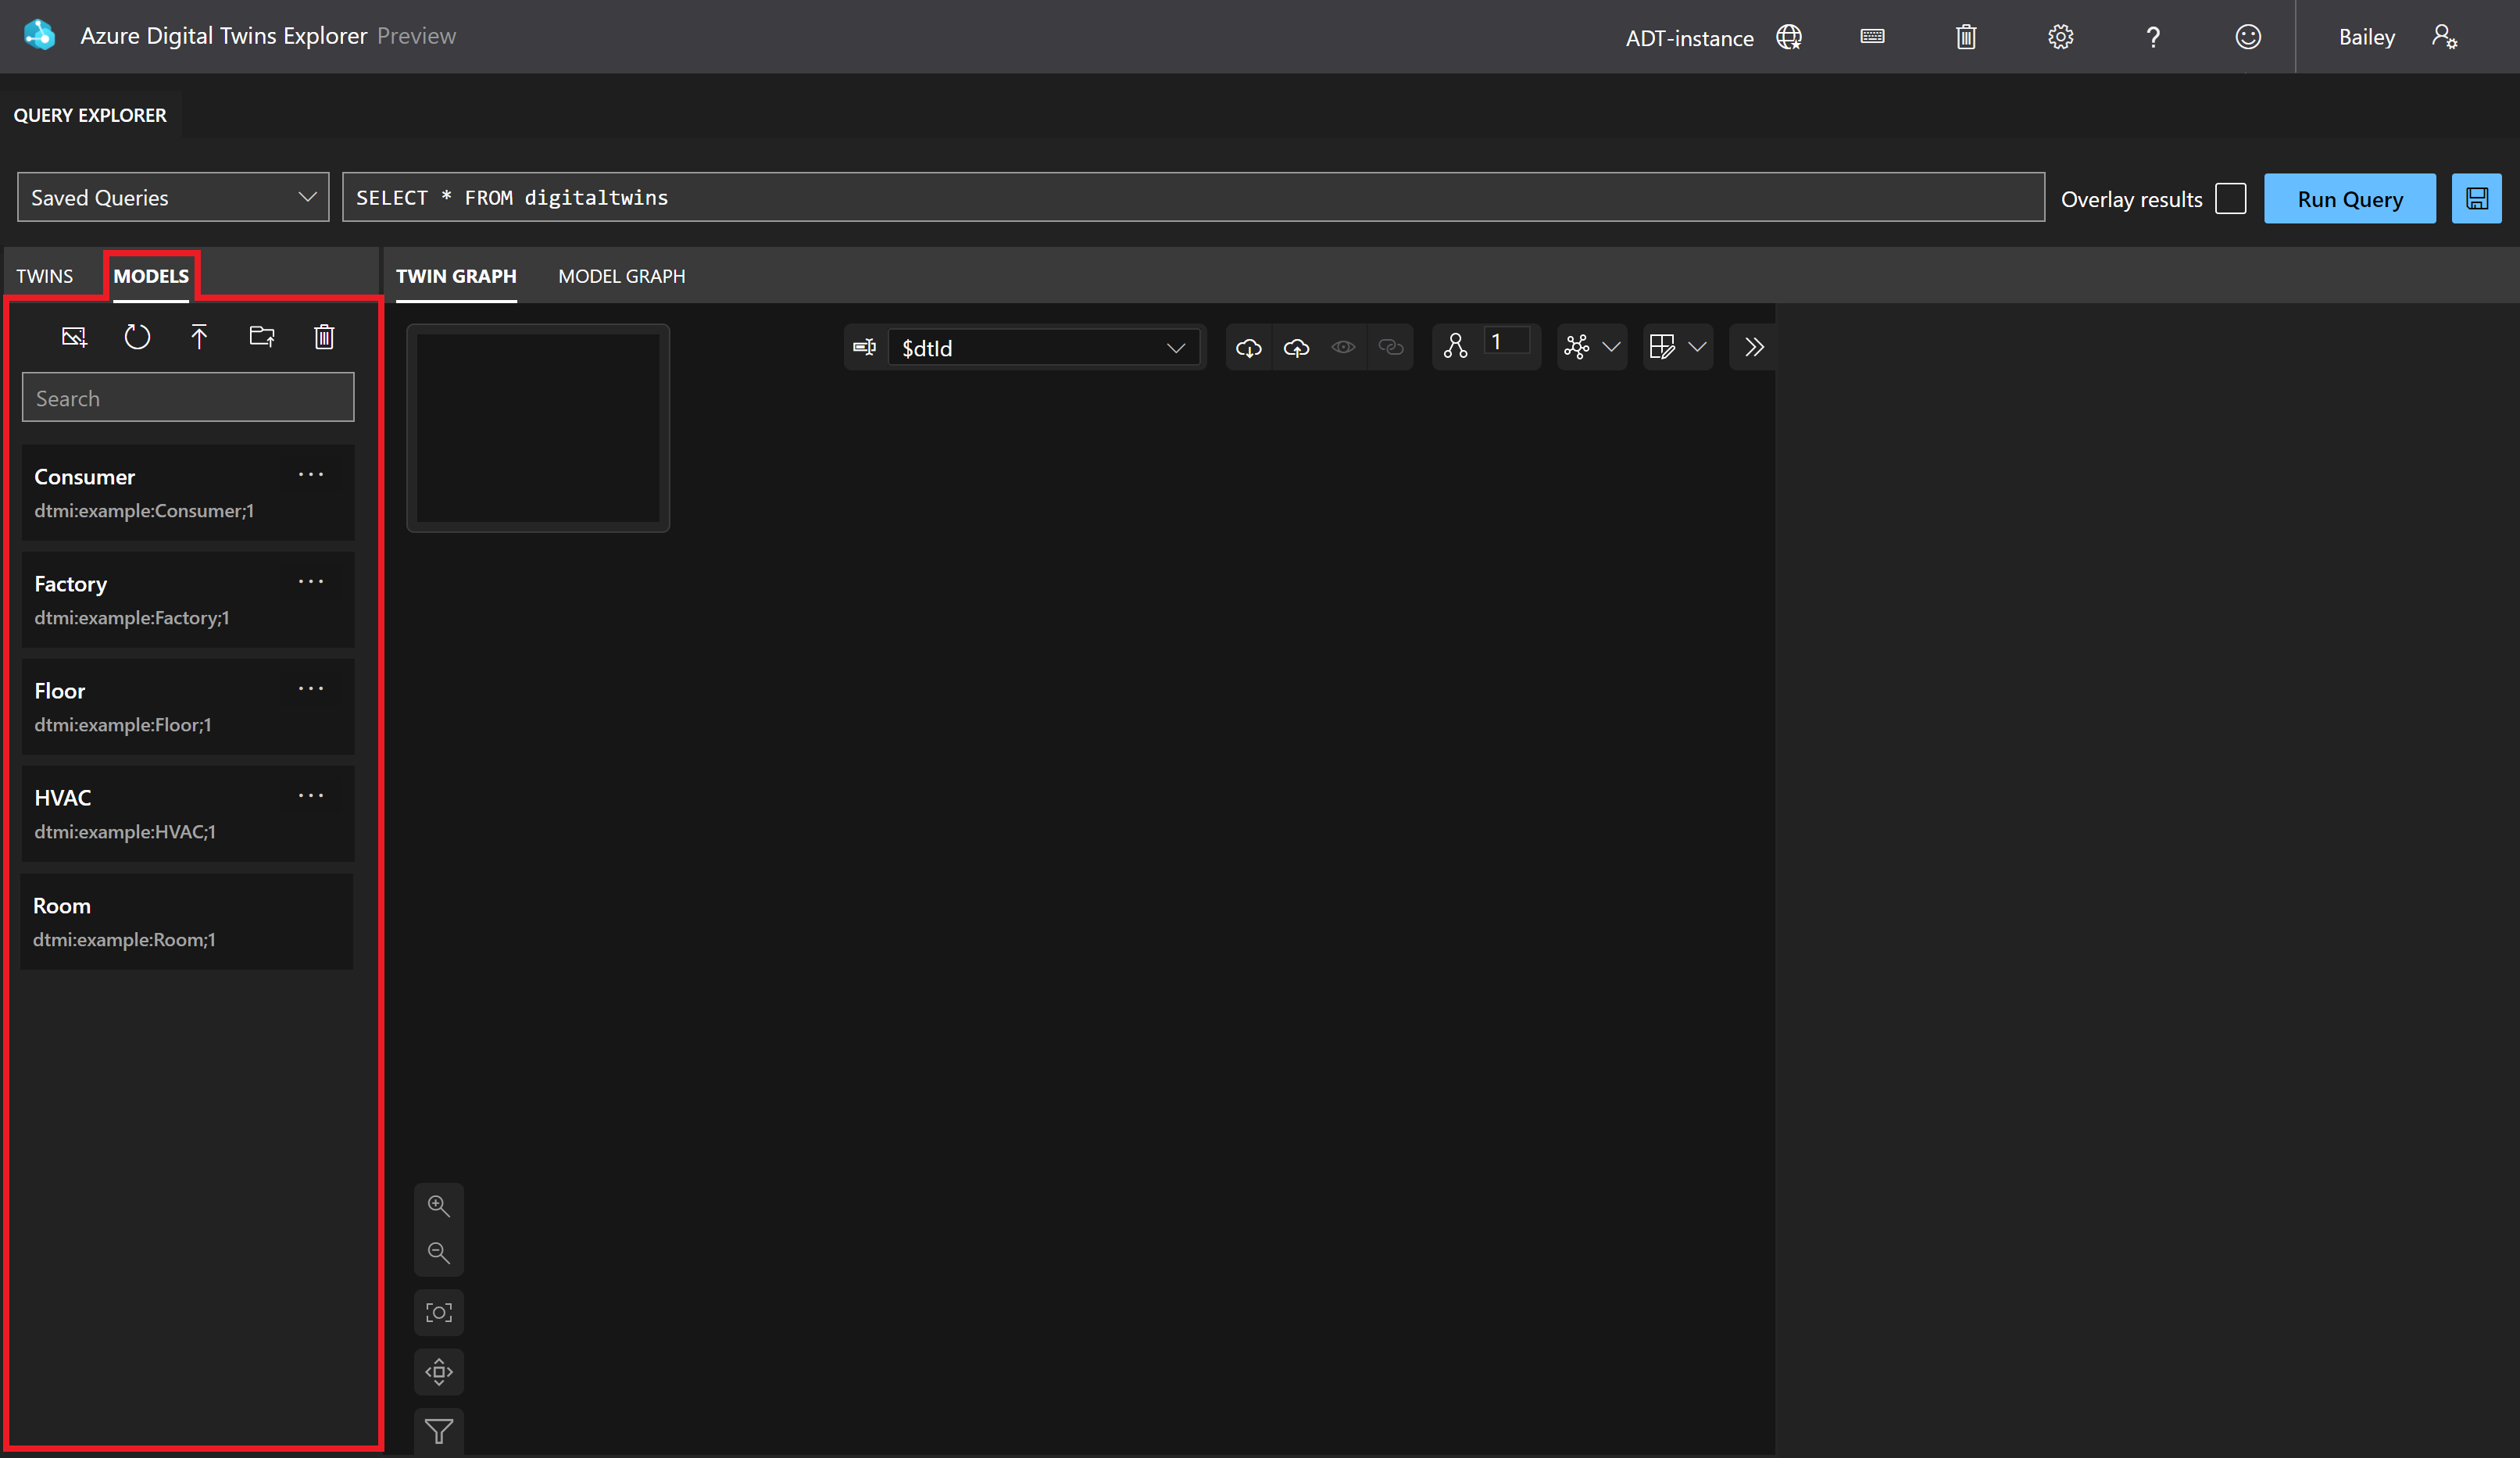 Azure Digital Twins Explorer Preview
ADT-instance
?
Bailey
QUERY EXPLORER
Saved Queries
SELECT * FROM digitaltwins
Overlay results
Run Query
TWINS
MODELS
TWIN GRAPH
MODEL GRAPH
$dtId
1
Search
Consumer
dtmi:example:Consumer;1
Factory
dtmi:example:Factory;1
Floor
dtmi:example:Floor;1
HVAC
dtmi:example:HVAC;1
Room
dtmi:example:Room;1